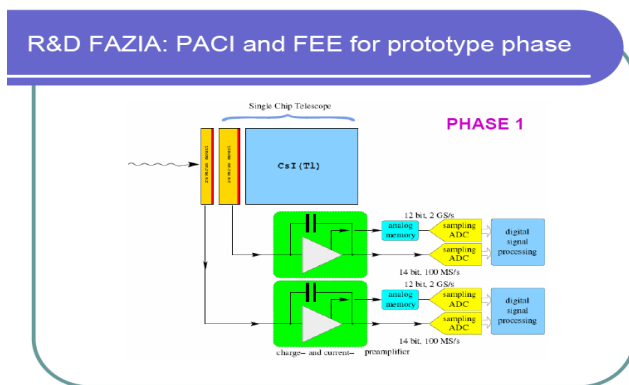 R&D FAZIA: PACI and FEE for prototype phase
Single Chip Telescope
PHASE 1
CsI(Tl)
12 bit, 2 GS/s
analog
memory
sampling
ADC
digital
signal
processing
sampling
ADC
14 bit, 100 MS/s
12 bit, 2 GS/s
analog
memory
sampling
ADC
digital
signal
processing
sampling
ADC
14 bit, 100 MS/s
charge- and current- preamplifier